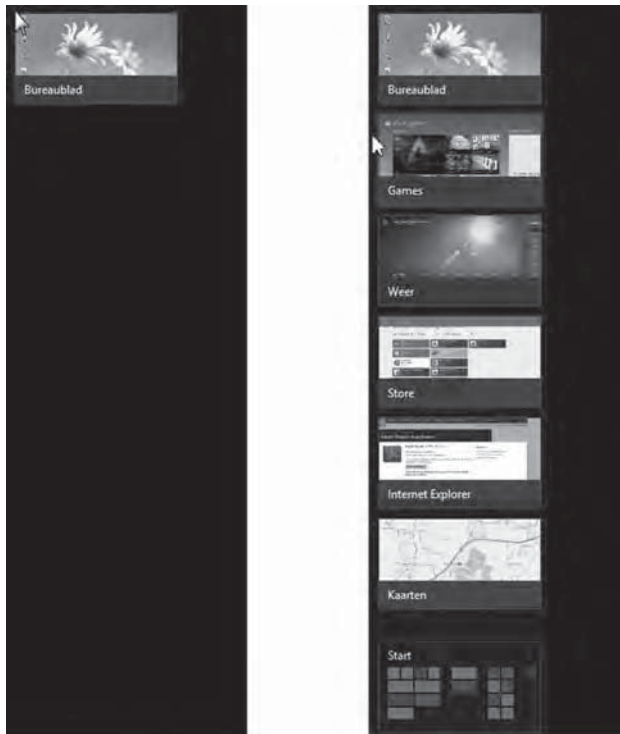 Bureaublad
Bureaublad
Games
Weer
Store
Internet Explorer
Kaarten
Start